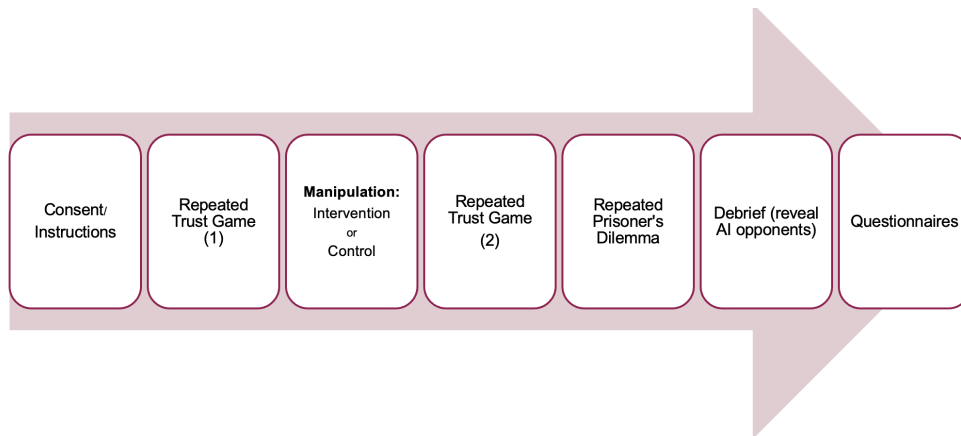 Consent/
Instructions
Repeated
Trust Game
(1)
Manipulation:
Intervention
or
Control
Repeated
Trust Game
(2)
Repeated
Prisoner's
Dilemma
Debrief (reveal
AI opponents)
Questionnaires